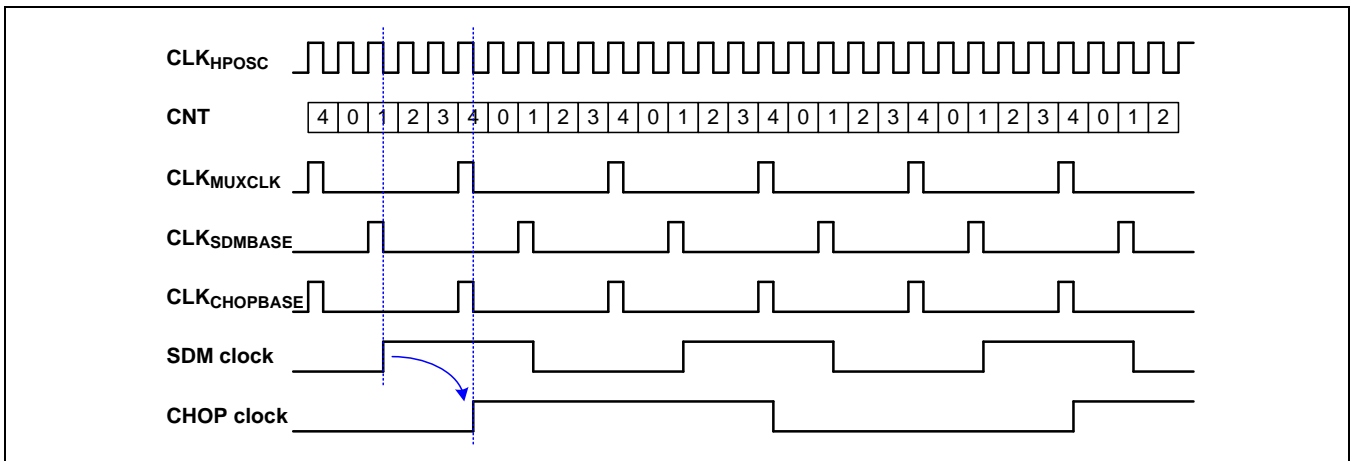 CLKHPOSC
CNT 4 0 1 2 3 4 0 1 2 3 4 0 1 2 3 4 0 1 2 3 4 0 1 2 3 4 0 1 2
CLKMUXCLK
CLKSDMBASE
CLKCHOPBASE
SDM clock
CHOP clock